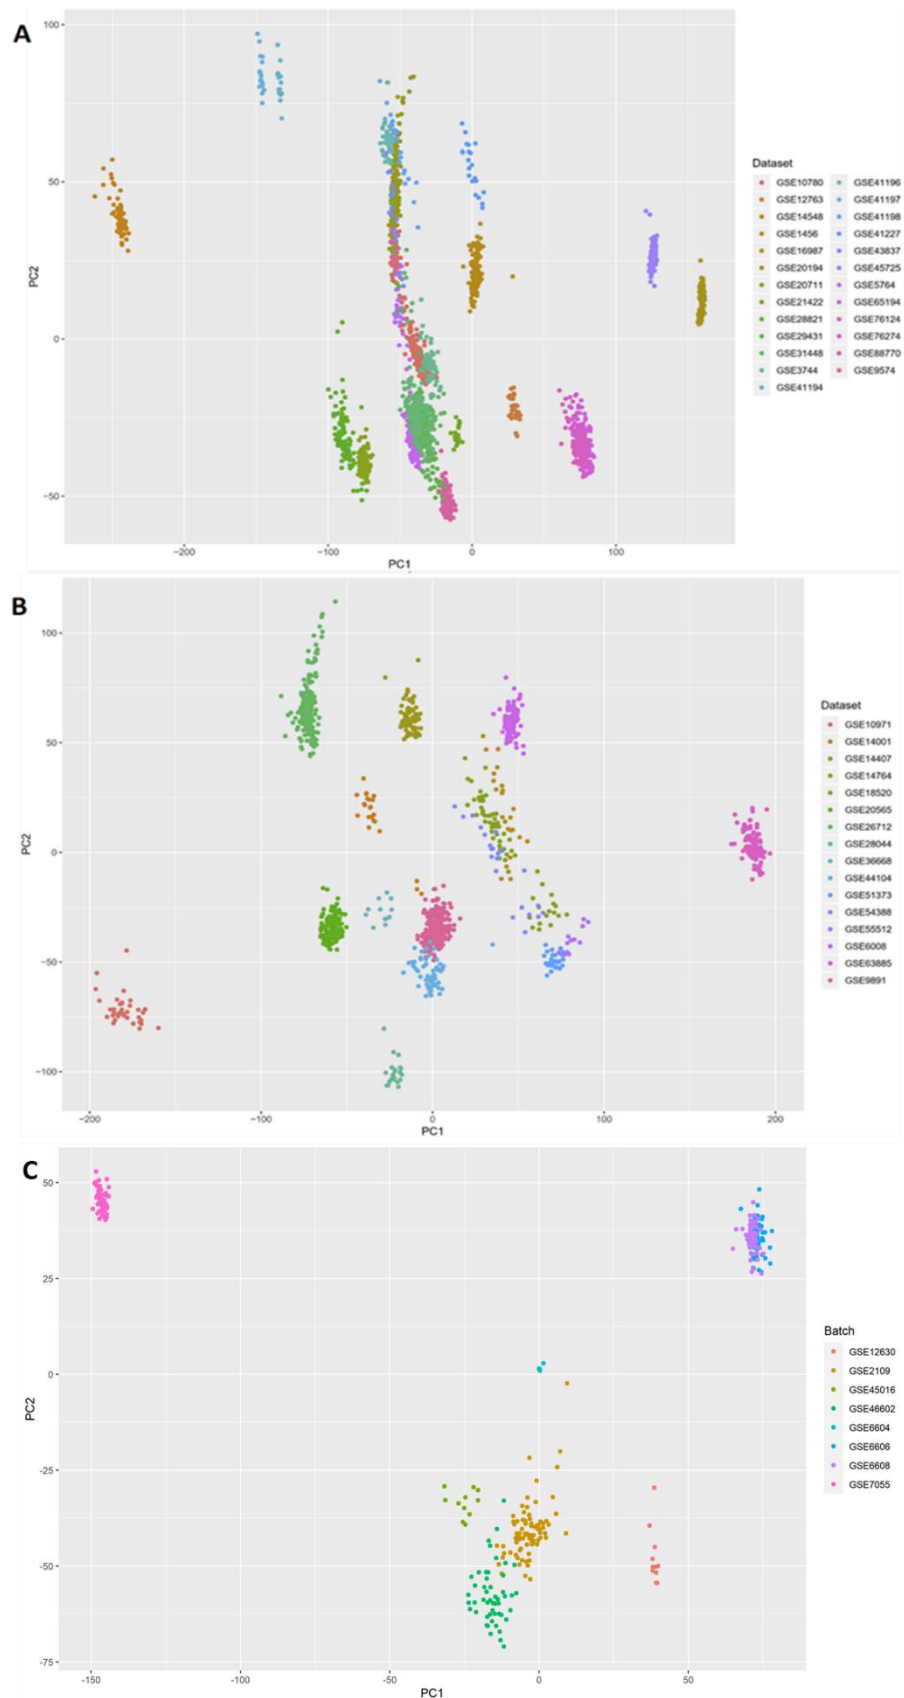 A
100
50
0
−50
PC2
−200
−100
0
100
PC1
Dataset
GSE10780
GSE12763
GSE14548
GSE1456
GSE16987
GSE20194
GSE20711
GSE21422
GSE28821
GSE29431
GSE31448
GSE3744
GSE41194
GSE41196
GSE41197
GSE41198
GSE41227
GSE43837
GSE45725
GSE5764
GSE65194
GSE76124
GSE76274
GSE88770
GSE9574
B
100
50
0
−50
−100
PC2
−200
−100
0
100
200
PC1
Dataset
GSE10971
GSE14001
GSE14407
GSE14764
GSE18520
GSE20565
GSE26712
GSE28044
GSE36668
GSE44104
GSE51373
GSE54388
GSE55512
GSE6008
GSE63885
GSE9891
C
50
25
0
-25
-50
-75
PC2
-150
-100
-50
0
50
PC1
Batch
GSE12630
GSE2109
GSE45016
GSE46602
GSE6604
GSE6606
GSE6608
GSE7055